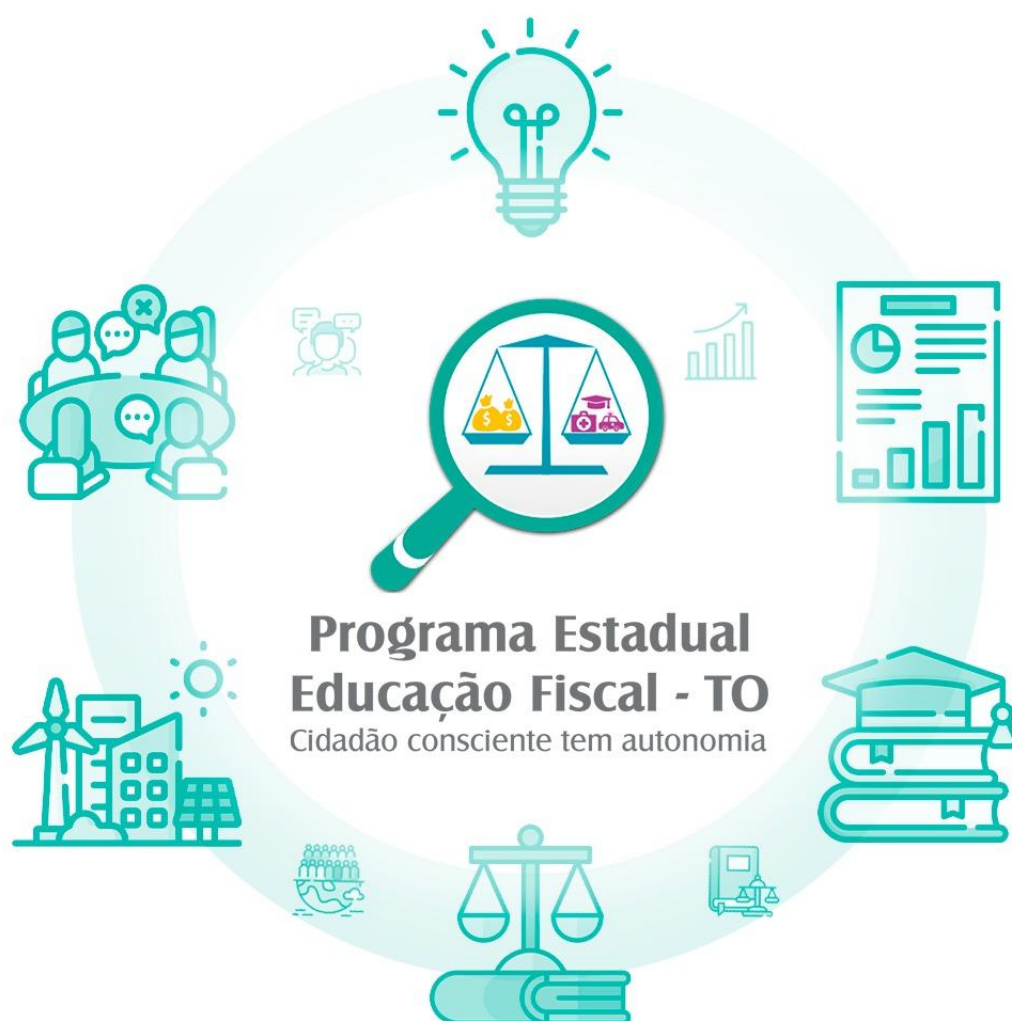 Programa Estadual
Educação Fiscal - TO
Cidadão consciente tem autonomia